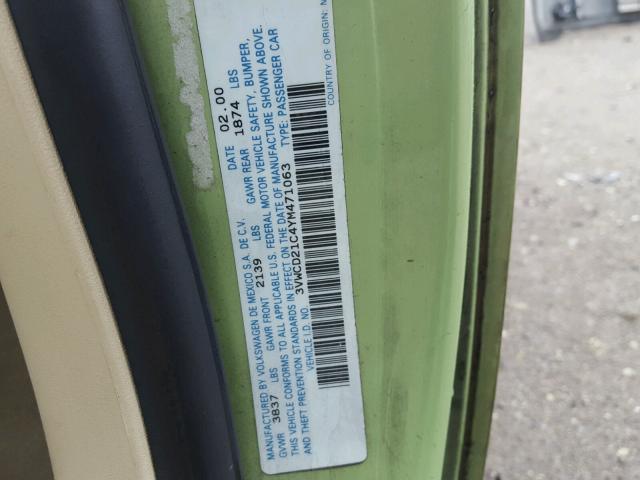 MANUFACTURED BY VOLKSWAGEN DE MEXICO S.A. DE C.V. DATE 02.00
GVWR 3837 LBS GAWR FRONT 2139 LBS GAWR REAR 1874 LBS
THIS VEHICLE CONFORMS TO ALL APPLICABLE U.S. FEDERAL MOTOR VEHICLE SAFETY, BUMPER,
AND THEFT PREVENTION STANDARDS IN EFFECT ON THE DATE OF MANUFACTURE SHOWN ABOVE.
VEHICLE I.D. NO. 3VWCD21C4YM471063 TYPE: PASSENGER CAR
COUNTRY OF ORIGIN: